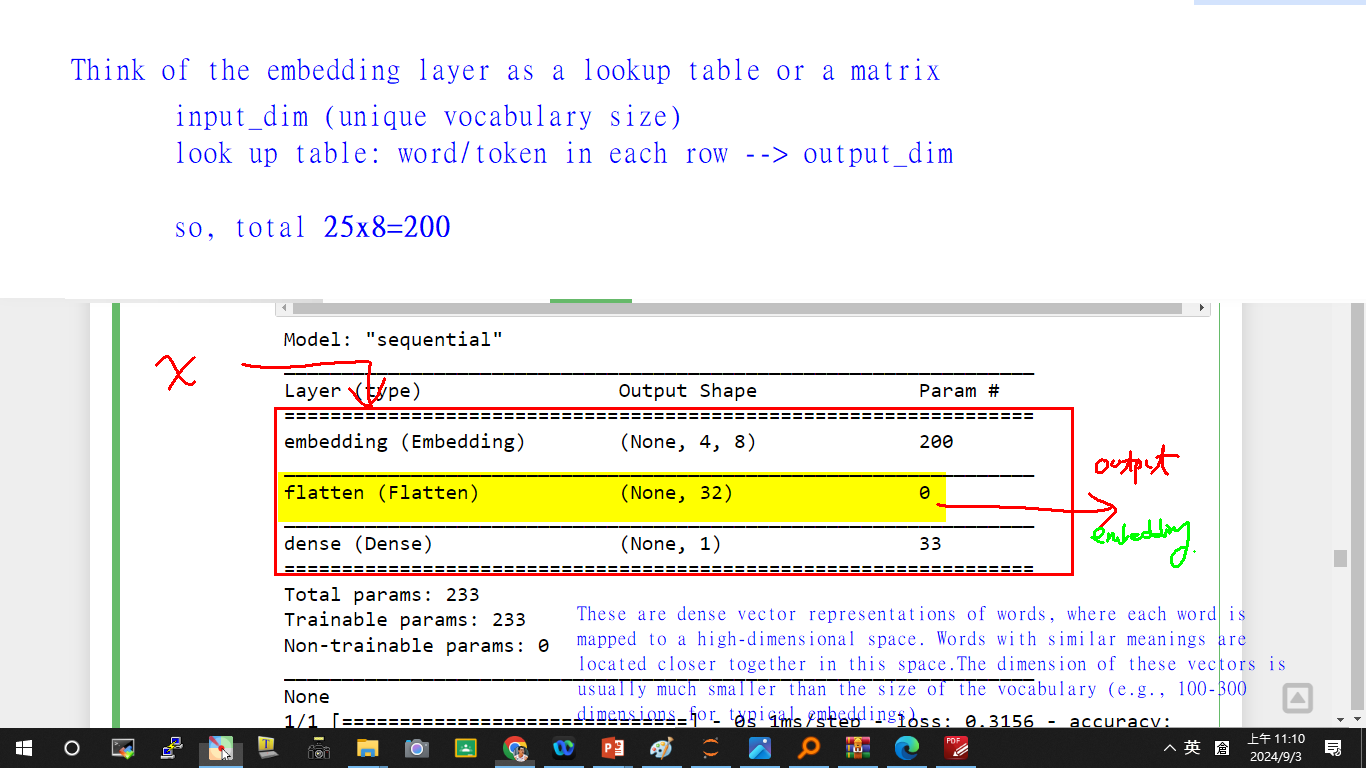 Think of the embedding layer as a lookup table or a matrix
input_dim (unique vocabulary size)
look up table: word/token in each row --> output_dim
so, total 25x8=200
Model: "sequential"
x
Layer (type) Output Shape Param #
embedding (Embedding) (None, 4, 8) 200
output
flatten (Flatten) (None, 32) 0
embedding
dense (Dense) (None, 1) 33
Total params: 233
Trainable params: 233
Non-trainable params: 0
These are dense vector representations of words, where each word is
mapped to a high-dimensional space. Words with similar meanings are
located closer together in this space.The dimension of these vectors is
usually much smaller than the size of the vocabulary (e.g., 100-300
dimensions for typical embeddings)
None
1/1 [==============================] - 0s 1ms/step - loss: 0.3156 - accuracy:
英
上午 11:10
2024/9/3